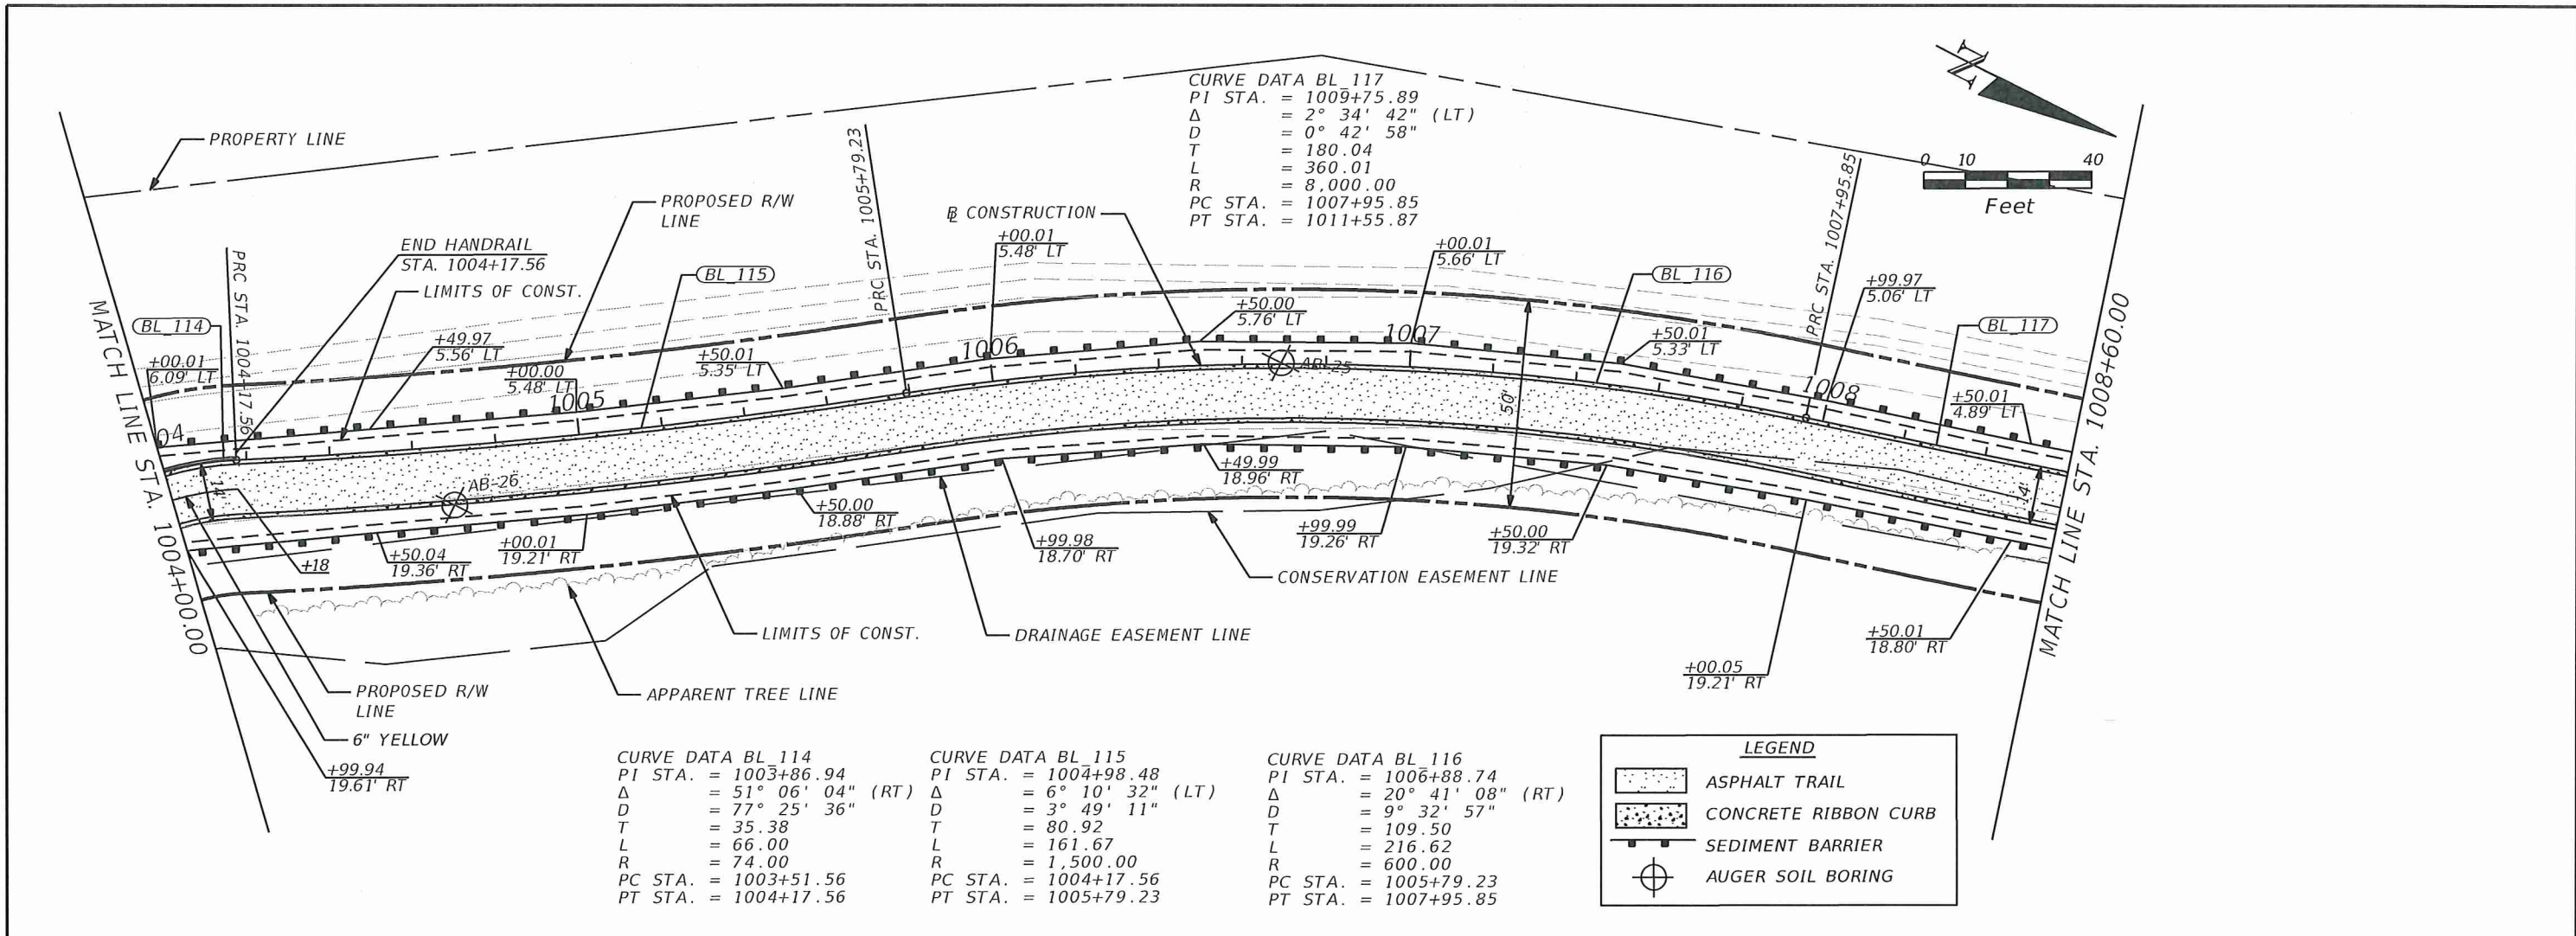 CURVE DATA BL_117
PI STA. = 1009+75.89
Δ = 2° 34' 42" (LT)
D = 0° 42' 58"
T = 180.04
L = 360.01
R = 8,000.00
PC STA. = 1007+95.85
PT STA. = 1011+55.87
N
0 10 40
Feet
PROPERTY LINE
PROPOSED R/W
LINE
END HANDRAIL
STA. 1004+17.56
LIMITS OF CONST.
BL_115
BL_114
PRC STA. 1004+17.56
PRC STA. 1005+79.23
℄ CONSTRUCTION
PRC STA. 1007+95.85
BL_116
BL_117
MATCH LINE STA. 1004+00.00
MATCH LINE STA. 1008+60.00
+00.01
6.09' LT
+49.97
5.56' LT
+00.00
5.48' LT
+50.01
5.35' LT
+00.01
5.48' LT
+50.00
5.76' LT
+00.01
5.66' LT
+50.01
5.33' LT
+99.97
5.06' LT
+50.01
4.89' LT
04
1005
1006
1007
1008
AB-26
AB-25
14'
50'
14'
+18
+50.04
19.36' RT
+00.01
19.21' RT
+50.00
18.88' RT
+99.98
18.70' RT
+49.99
18.96' RT
+99.99
19.26' RT
+50.00
19.32' RT
+00.05
19.21' RT
+50.01
18.80' RT
CONSERVATION EASEMENT LINE
LIMITS OF CONST.
DRAINAGE EASEMENT LINE
APPARENT TREE LINE
PROPOSED R/W
LINE
6" YELLOW
+99.94
19.61' RT
CURVE DATA BL_114
PI STA. = 1003+86.94
Δ = 51° 06' 04" (RT)
D = 77° 25' 36"
T = 35.38
L = 66.00
R = 74.00
PC STA. = 1003+51.56
PT STA. = 1004+17.56
CURVE DATA BL_115
PI STA. = 1004+98.48
Δ = 6° 10' 32" (LT)
D = 3° 49' 11"
T = 80.92
L = 161.67
R = 1,500.00
PC STA. = 1004+17.56
PT STA. = 1005+79.23
CURVE DATA BL_116
PI STA. = 1006+88.74
Δ = 20° 41' 08" (RT)
D = 9° 32' 57"
T = 109.50
L = 216.62
R = 600.00
PC STA. = 1005+79.23
PT STA. = 1007+95.85
LEGEND
ASPHALT TRAIL
CONCRETE RIBBON CURB
SEDIMENT BARRIER
AUGER SOIL BORING